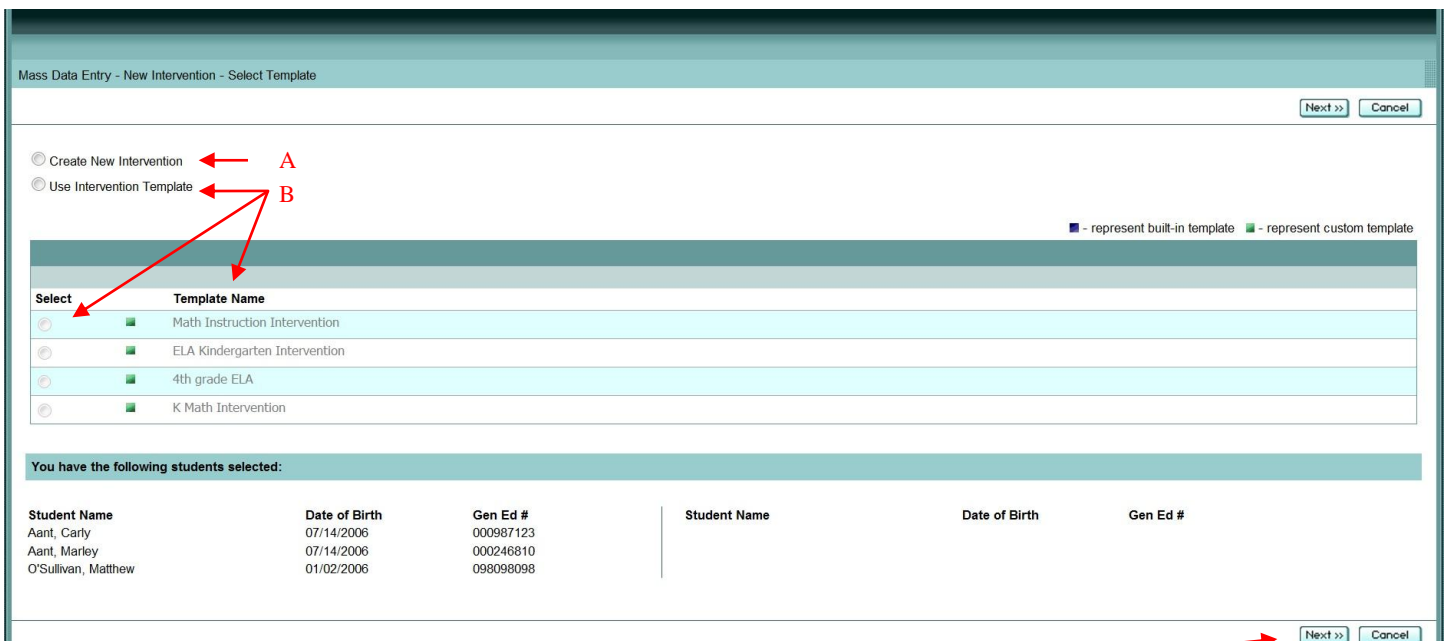 Mass Data Entry - New Intervention - Select Template
Next >> Cancel
Create New Intervention A
Use Intervention Template B
- represent built-in template - represent custom template
Select Template Name
Math Instruction Intervention
ELA Kindergarten Intervention
4th grade ELA
K Math Intervention
You have the following students selected:
Student Name Date of Birth Gen Ed # Student Name Date of Birth Gen Ed #
Aant, Carly 07/14/2006 000987123
Aant, Marley 07/14/2006 000246810
O'Sullivan, Matthew 01/02/2006 098098098
Next >> Cancel